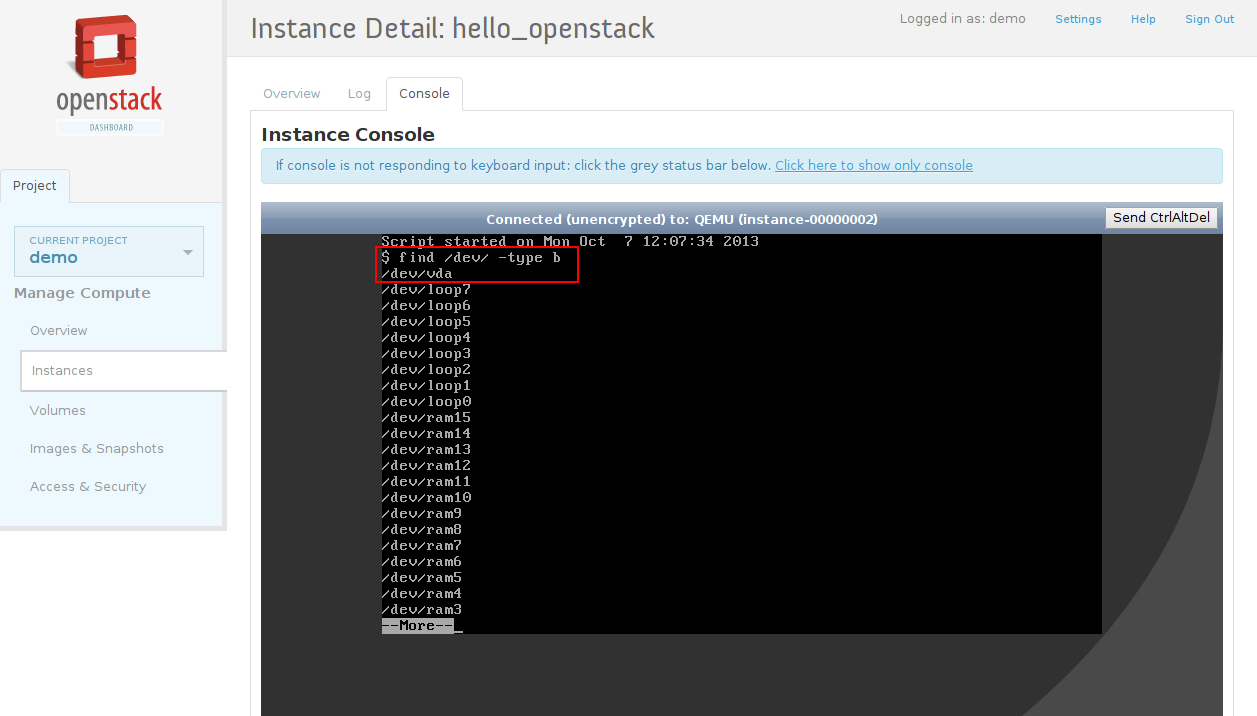 openstack
DASHBOARD
Project
CURRENT PROJECT
demo
Manage Compute
Overview
Instances
Volumes
Images & Snapshots
Access & Security
Instance Detail: hello_openstack
Logged in as: demo Settings Help Sign Out
Overview Log Console
Instance Console
If console is not responding to keyboard input: click the grey status bar below. Click here to show only console
Connected (unencrypted) to: QEMU (instance-00000002) Send CtrlAltDel
Script started on Mon Oct  7 12:07:34 2013
$ find /dev/ -type b
/dev/vda
/dev/loop7
/dev/loop6
/dev/loop5
/dev/loop4
/dev/loop3
/dev/loop2
/dev/loop1
/dev/loop0
/dev/ram15
/dev/ram14
/dev/ram13
/dev/ram12
/dev/ram11
/dev/ram10
/dev/ram9
/dev/ram8
/dev/ram7
/dev/ram6
/dev/ram5
/dev/ram4
/dev/ram3
--More--_